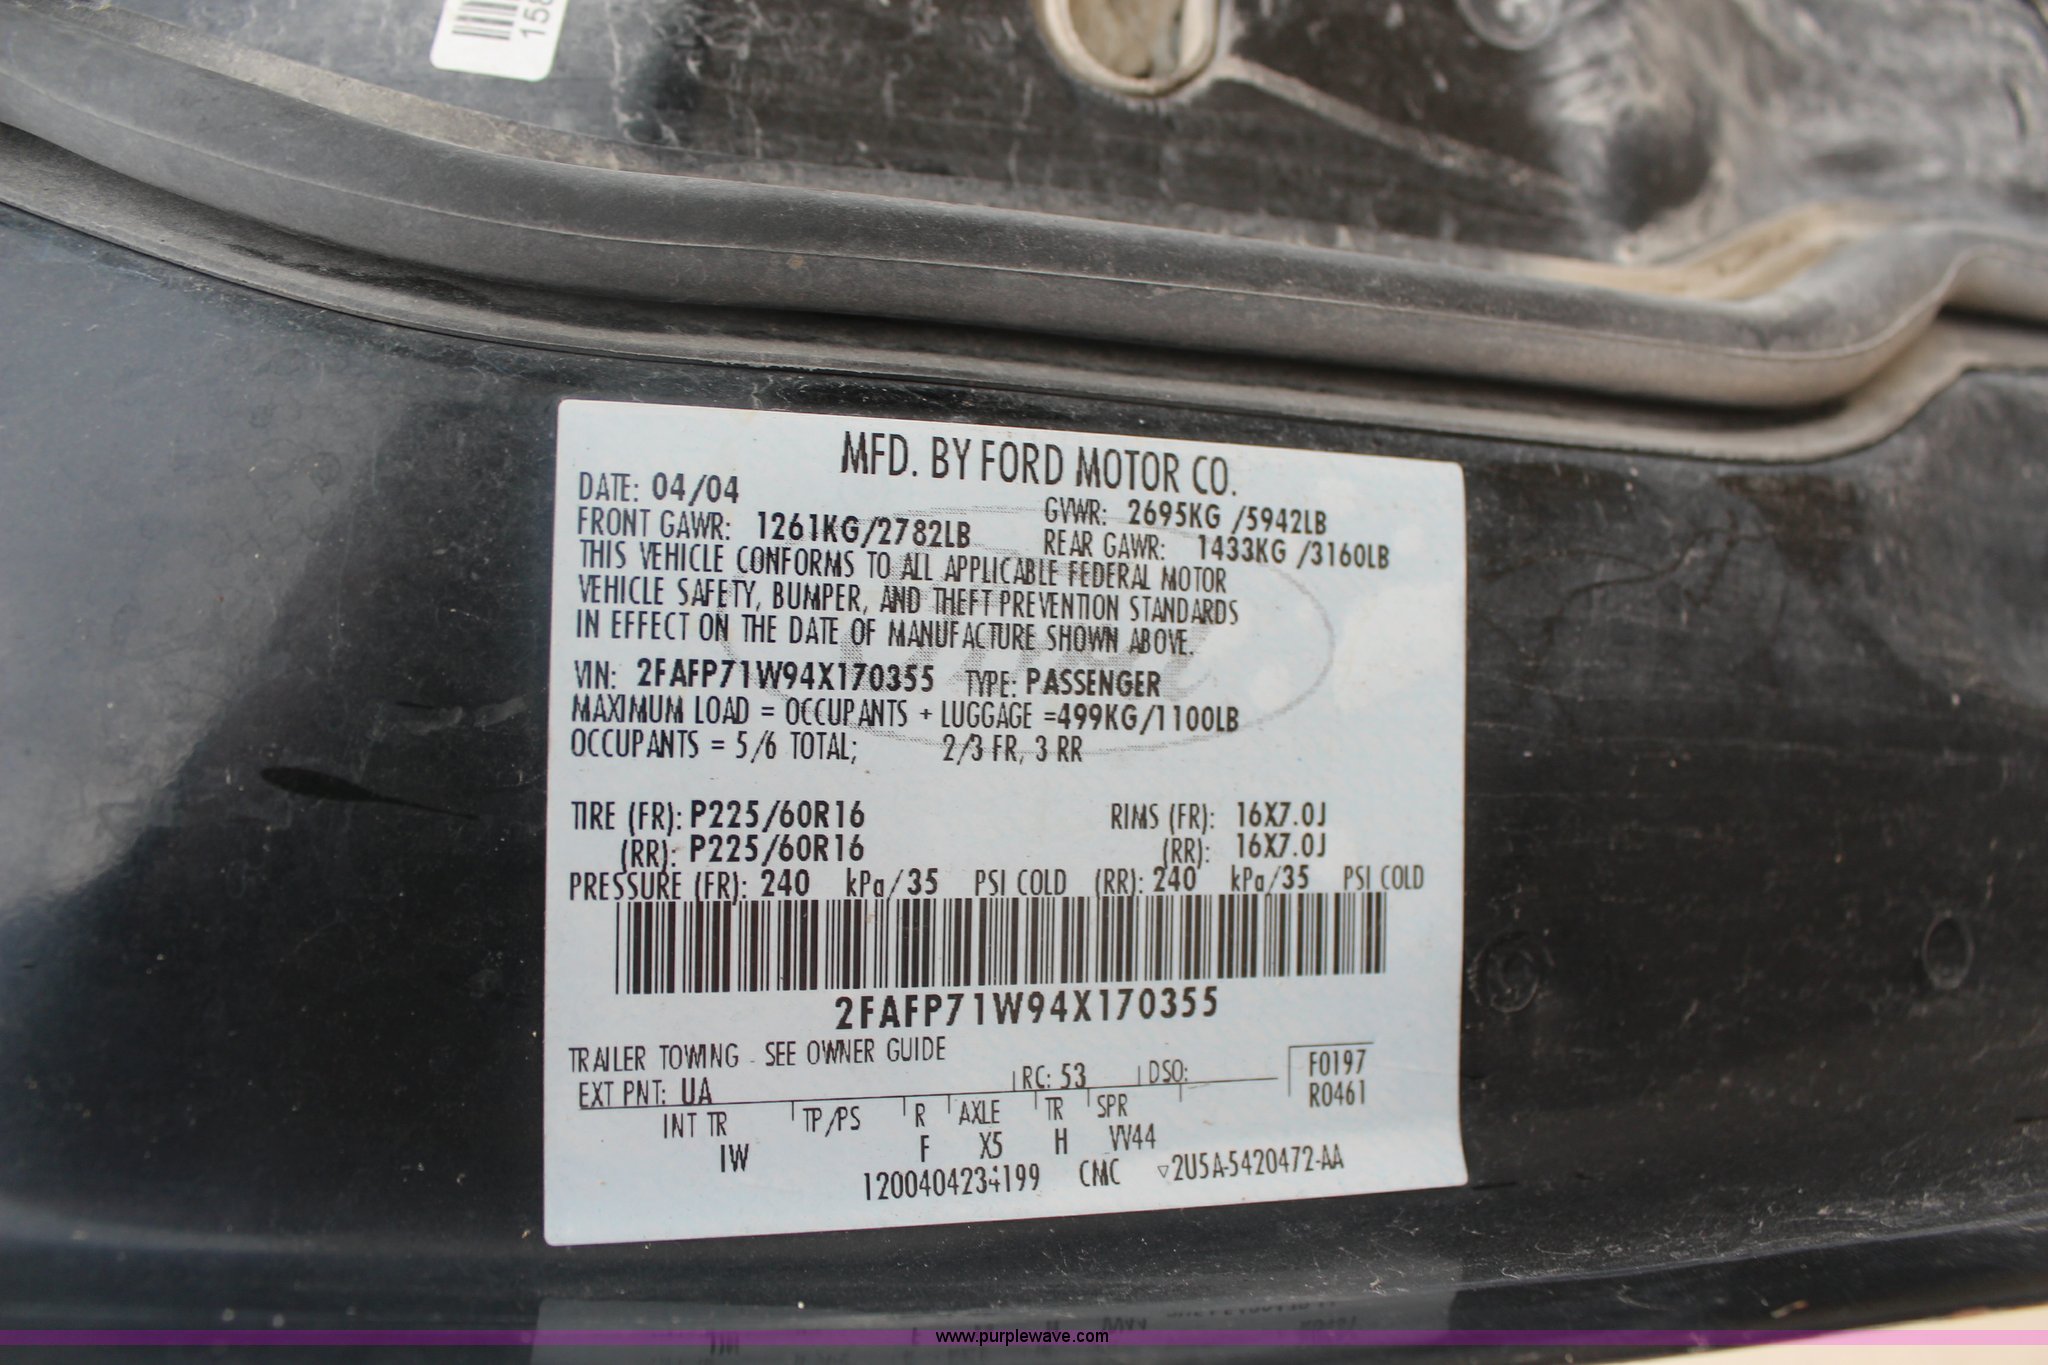 158
MFD. BY FORD MOTOR CO.
DATE: 04/04 GVWR: 2695KG /5942LB
FRONT GAWR: 1261KG/2782LB REAR GAWR: 1433KG /3160LB
THIS VEHICLE CONFORMS TO ALL APPLICABLE FEDERAL MOTOR
VEHICLE SAFETY, BUMPER, AND THEFT PREVENTION STANDARDS
IN EFFECT ON THE DATE OF MANUFACTURE SHOWN ABOVE.
VIN: 2FAFP71W94X170355 TYPE: PASSENGER
MAXIMUM LOAD = OCCUPANTS + LUGGAGE =499KG/1100LB
OCCUPANTS = 5/6 TOTAL; 2/3 FR, 3 RR
TIRE (FR): P225/60R16 RIMS (FR): 16X7.0J
(RR): P225/60R16 (RR): 16X7.0J
PRESSURE (FR): 240 kPa/35 PSI COLD (RR): 240 kPa/35 PSI COLD
2FAFP71W94X170355
TRAILER TOWING - SEE OWNER GUIDE
EXT PNT: UA RC: 53 DSO: F0197
R0461
INT TR TP/PS R AXLE TR SPR
IW F X5 H VV44
1200404234199 CMC 2U5A-5420472-AA
www.purplewave.com